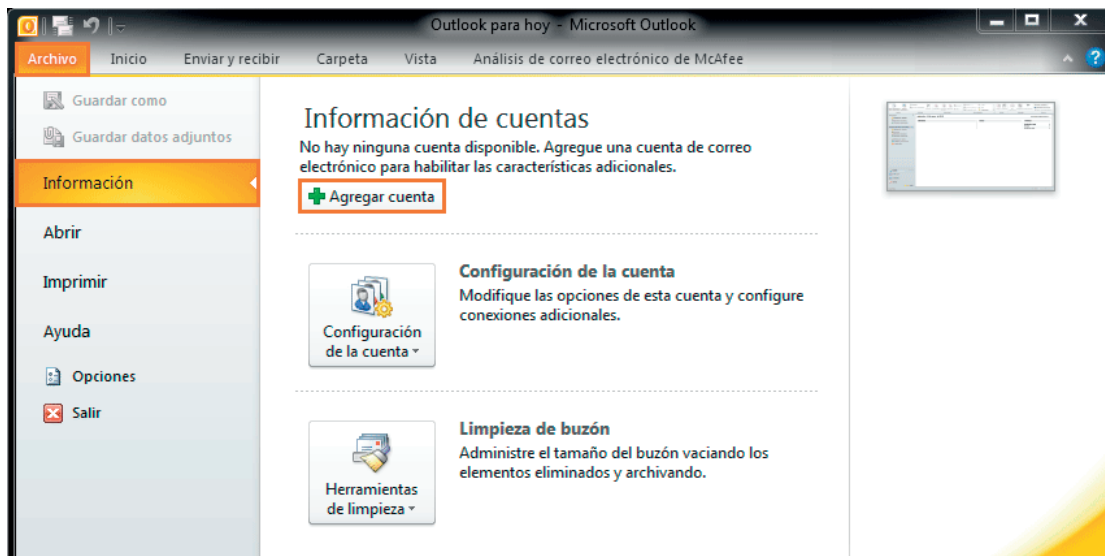 Outlook para hoy - Microsoft Outlook
Archivo Inicio Enviar y recibir Carpeta Vista Análisis de correo electrónico de McAfee
Guardar como
Guardar datos adjuntos
Información
Abrir
Imprimir
Ayuda
Opciones
Salir
Información de cuentas
No hay ninguna cuenta disponible. Agregue una cuenta de correo
electrónico para habilitar las características adicionales.
Agregar cuenta
Configuración
de la cuenta
Configuración de la cuenta
Modifique las opciones de esta cuenta y configure
conexiones adicionales.
Herramientas
de limpieza
Limpieza de buzón
Administre el tamaño del buzón vaciando los
elementos eliminados y archivando.